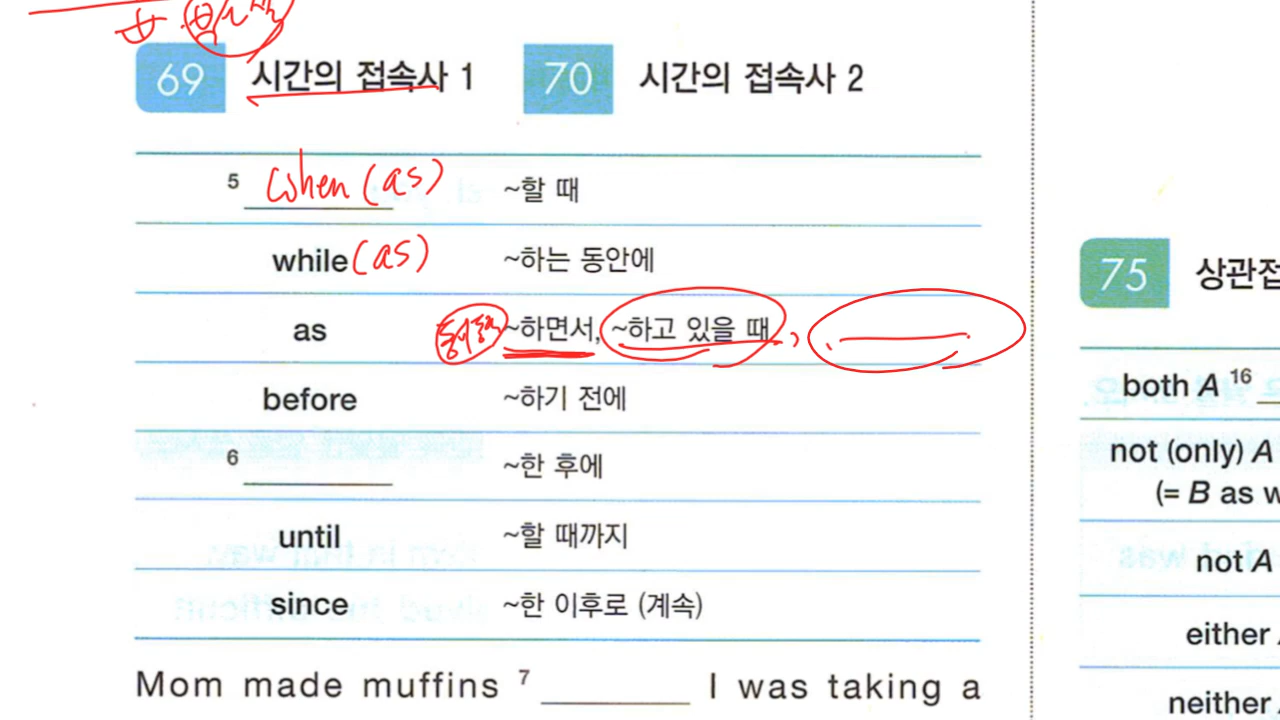 69 시간의 접속사 1 70 시간의 접속사 2
5 when (as) ~할 때
while (as) ~하는 동안에
as ~하면서, ~하고 있을 때,
before ~하기 전에
6 ~한 후에
until ~할 때까지
since ~한 이후로 (계속)
Mom made muffins 7 I was taking a
75 상관접
both A 16
not (only) A
(= B as w
not A
either
neither